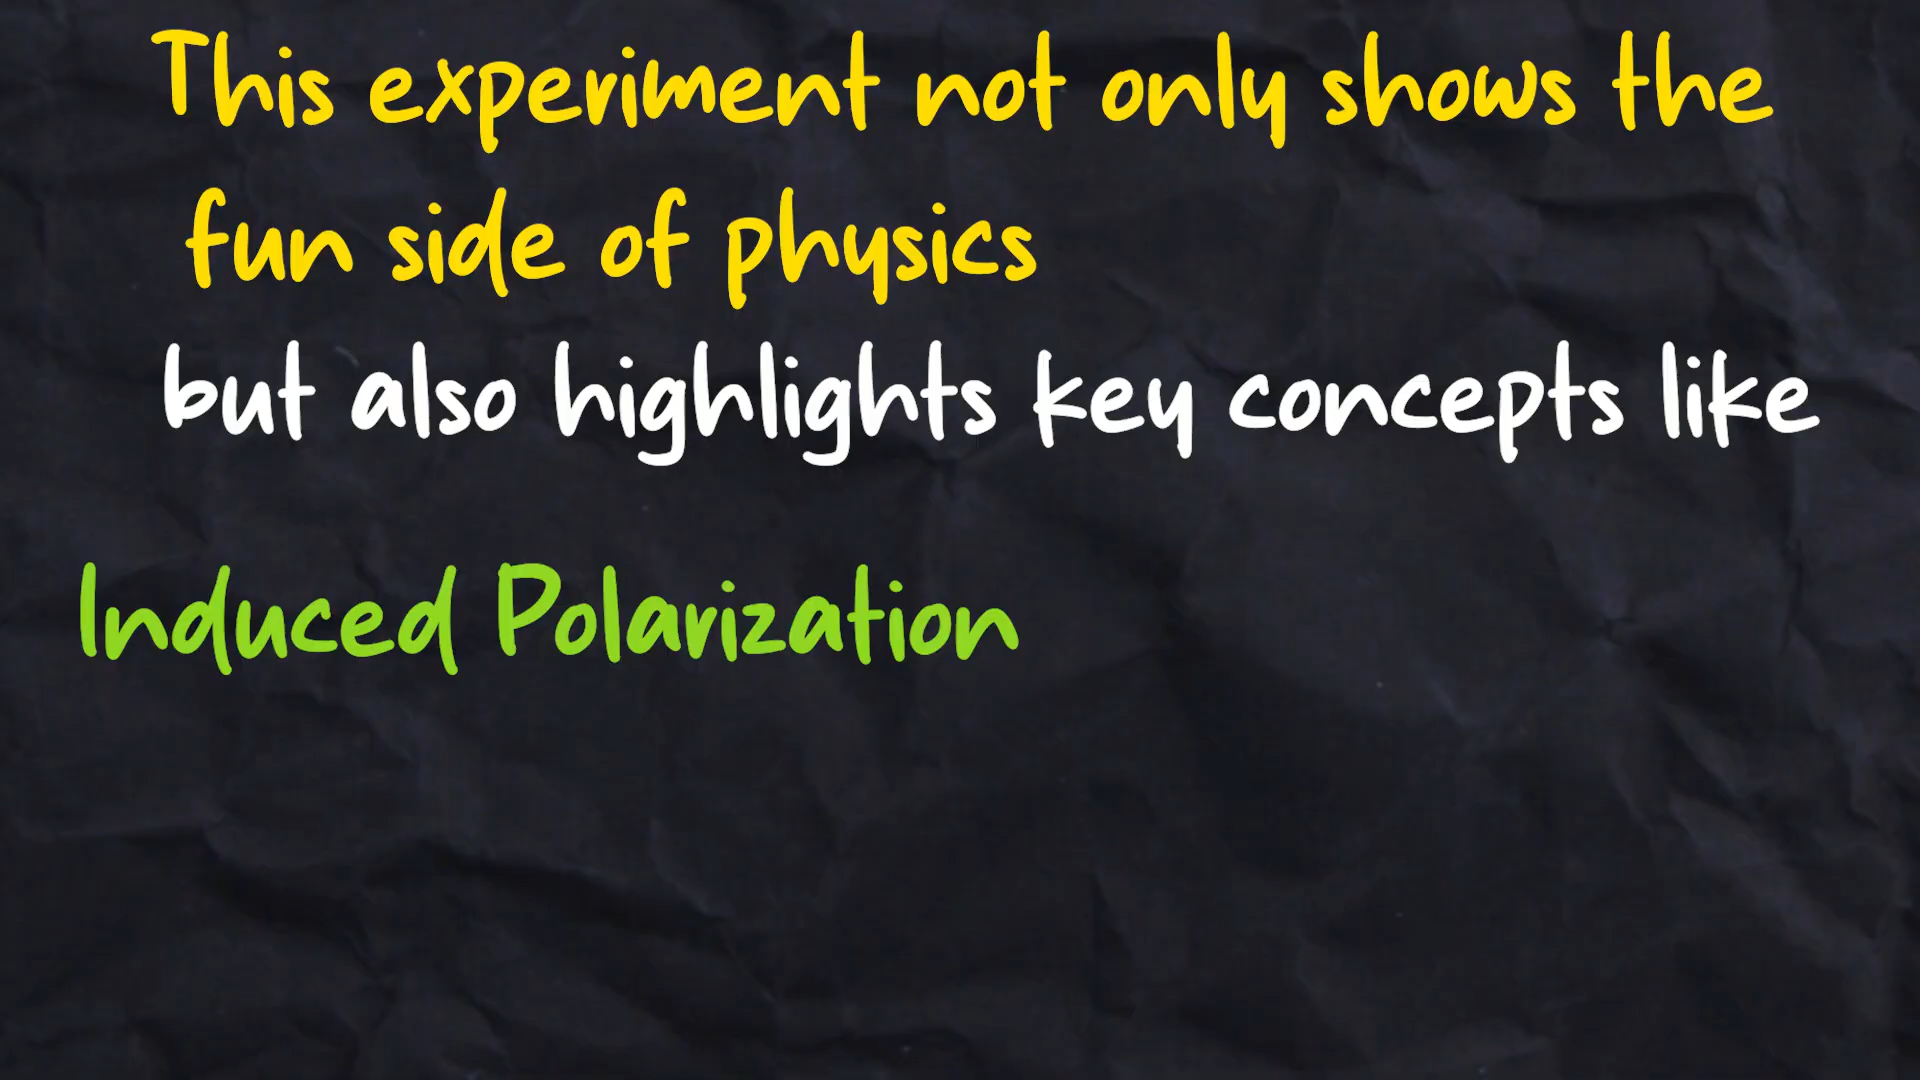 This experiment not only shows the
fun side of physics
but also highlights key concepts like
Induced Polarization